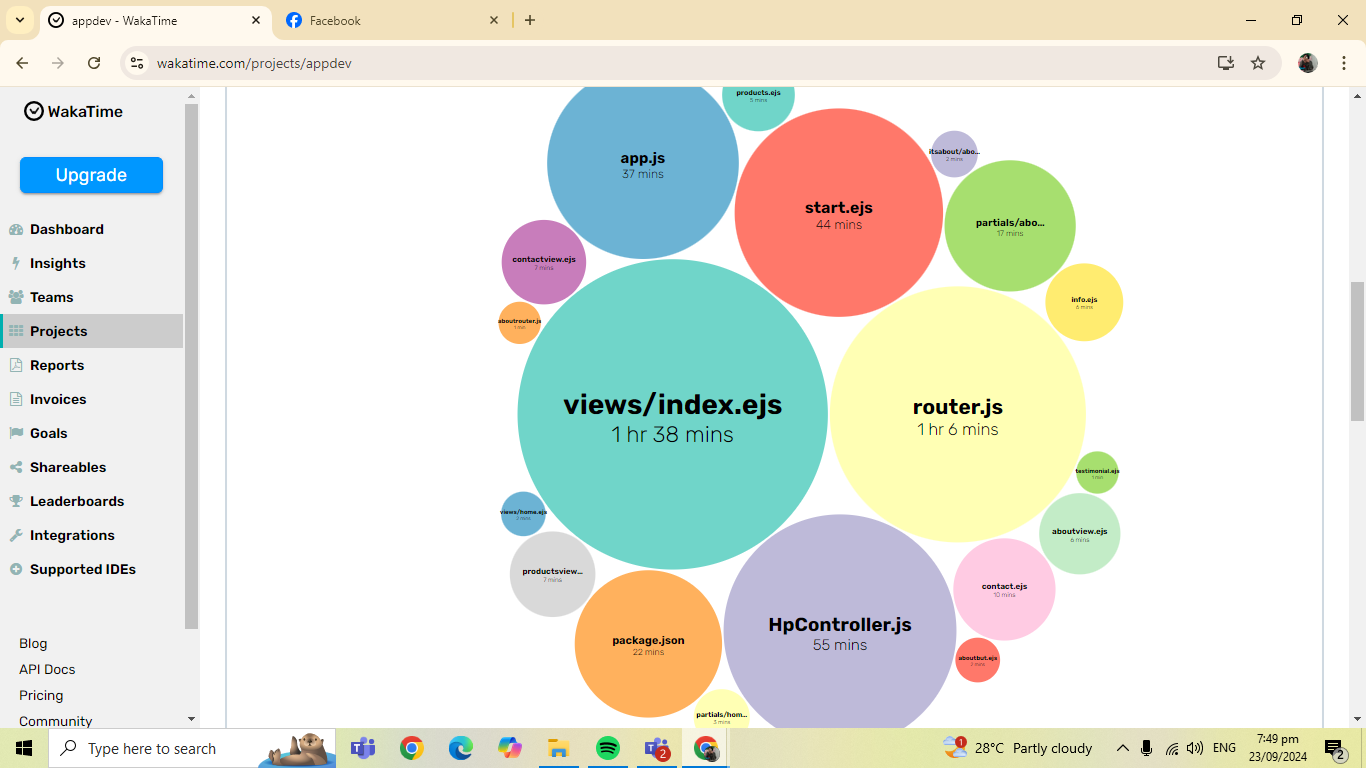 appdev - WakaTime
Facebook
wakatime.com/projects/appdev
WakaTime
Upgrade
Dashboard
Insights
Teams
Projects
Reports
Invoices
Goals
Shareables
Leaderboards
Integrations
Supported IDEs
Blog
API Docs
Pricing
Community
products.ejs
5 mins
app.js
37 mins
start.ejs
44 mins
itsabout/abo...
2 mins
partials/abo...
17 mins
contactview.ejs
7 mins
info.ejs
6 mins
aboutrouter.js
1 min
views/index.ejs
1 hr 38 mins
router.js
1 hr 6 mins
testimonial.ejs
views/home.ejs
2 mins
aboutview.ejs
6 mins
productsview...
7 mins
contact.ejs
10 mins
package.json
22 mins
HpController.js
55 mins
aboutbut.ejs
2 mins
partials/hom...
3 mins
Type here to search
2
1
28°C Partly cloudy
ENG
7:49 pm
23/09/2024
2